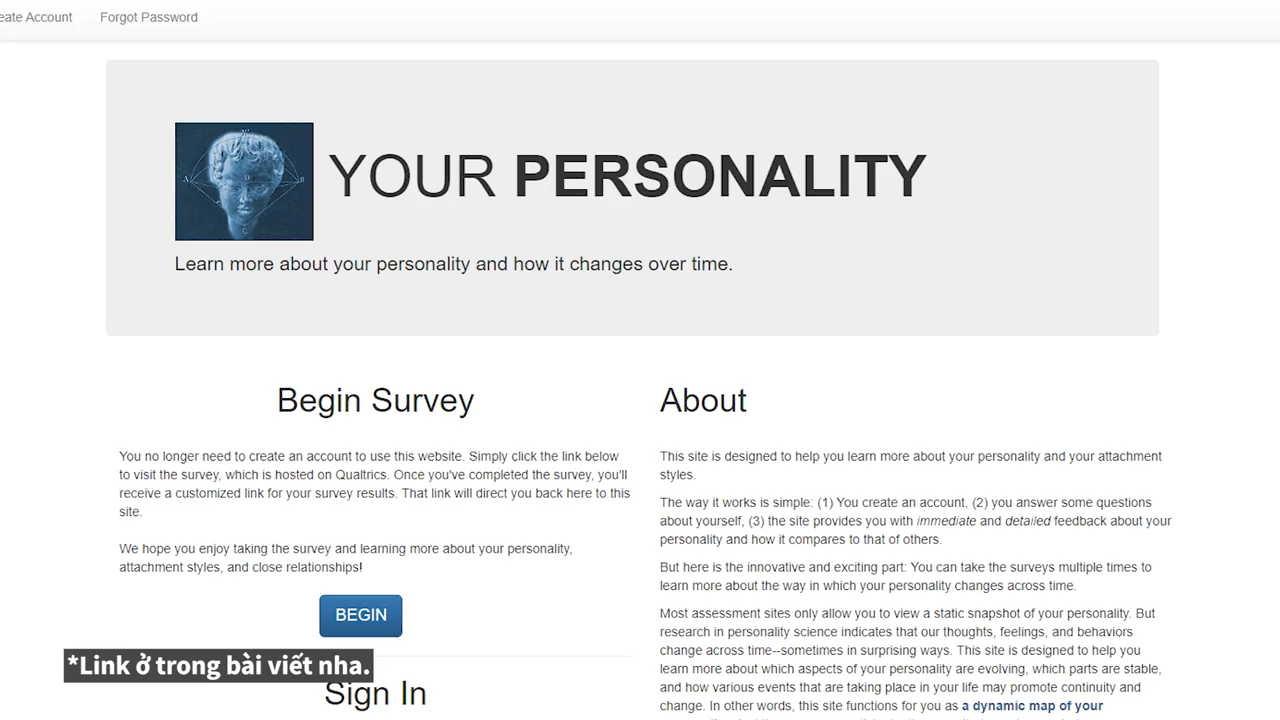 eate Account Forgot Password
YOUR PERSONALITY
Learn more about your personality and how it changes over time.
Begin Survey
You no longer need to create an account to use this website. Simply click the link below
to visit the survey, which is hosted on Qualtrics. Once you've completed the survey, you'll
receive a customized link for your survey results. That link will direct you back here to this
site.
We hope you enjoy taking the survey and learning more about your personality,
attachment styles, and close relationships!
BEGIN
*Link ở trong bài viết nha.
Sign In
About
This site is designed to help you learn more about your personality and your attachment
styles.
The way it works is simple: (1) You create an account, (2) you answer some questions
about yourself, (3) the site provides you with immediate and detailed feedback about your
personality and how it compares to that of others.
But here is the innovative and exciting part: You can take the surveys multiple times to
learn more about the way in which your personality changes across time.
Most assessment sites only allow you to view a static snapshot of your personality. But
research in personality science indicates that our thoughts, feelings, and behaviors
change across time--sometimes in surprising ways. This site is designed to help you
learn more about which aspects of your personality are evolving, which parts are stable,
and how various events that are taking place in your life may promote continuity and
change. In other words, this site functions for you as a dynamic map of your